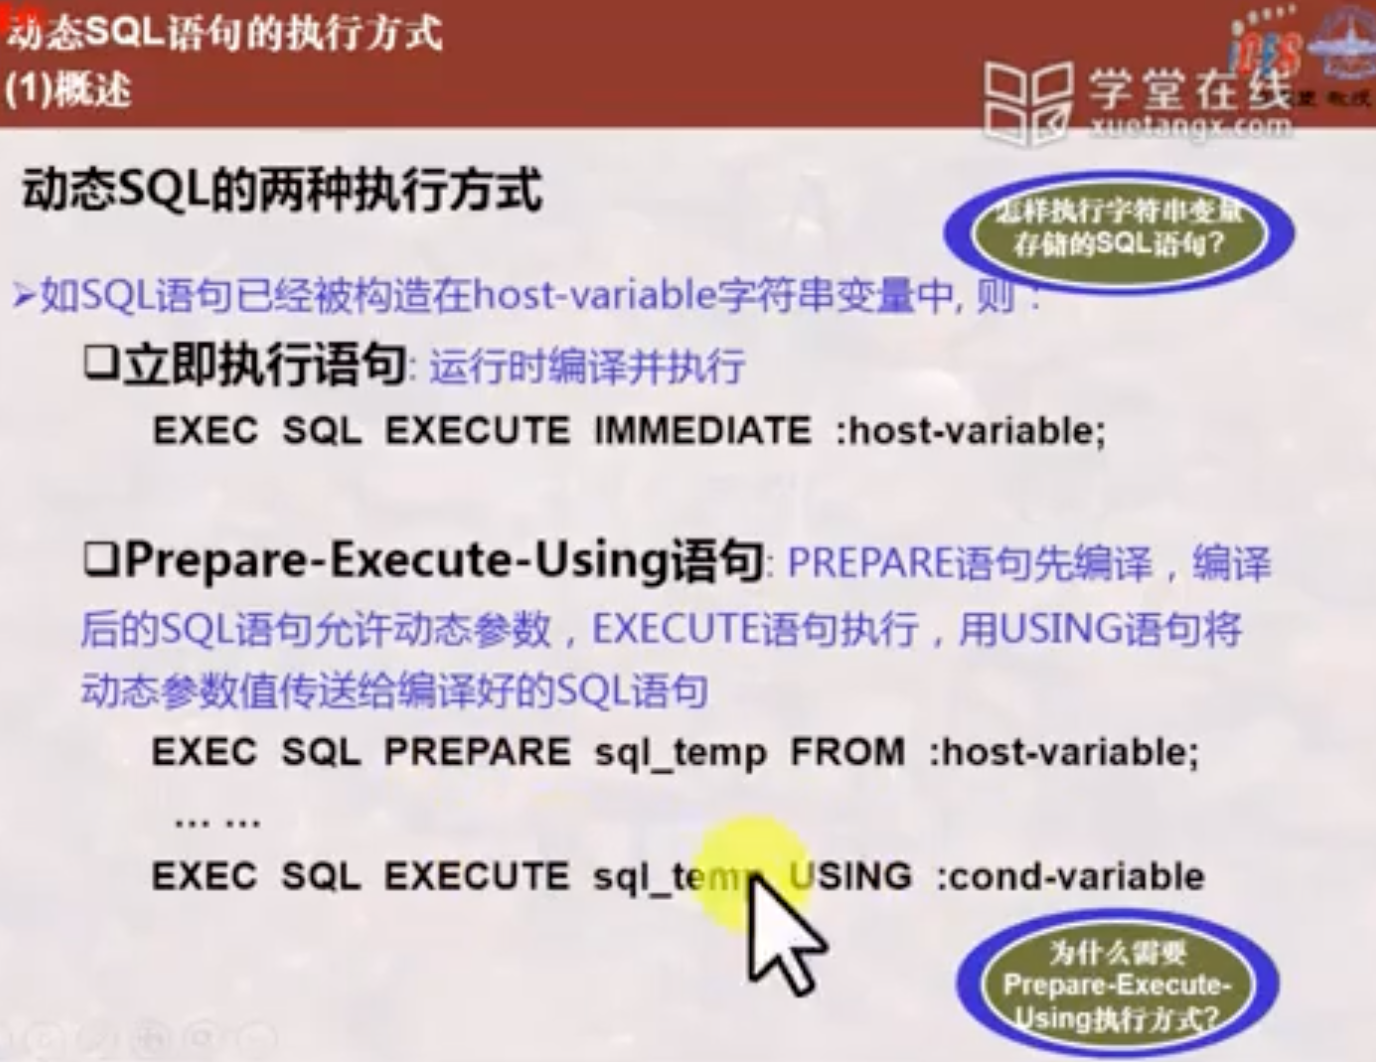 动态SQL语句的执行方式
(1)概述
学堂在线
xuetangx.com
教授
动态SQL的两种执行方式
怎样执行字符串变量
存储的SQL语句?
➢如SQL语句已经被构造在host-variable字符串变量中, 则：
❑立即执行语句: 运行时编译并执行
EXEC SQL EXECUTE IMMEDIATE :host-variable;
❑Prepare-Execute-Using语句: PREPARE语句先编译，编译
后的SQL语句允许动态参数，EXECUTE语句执行，用USING语句将
动态参数值传送给编译好的SQL语句
EXEC SQL PREPARE sql_temp FROM :host-variable;
... ...
EXEC SQL EXECUTE sql_temp USING :cond-variable
为什么需要
Prepare-Execute-
Using执行方式?